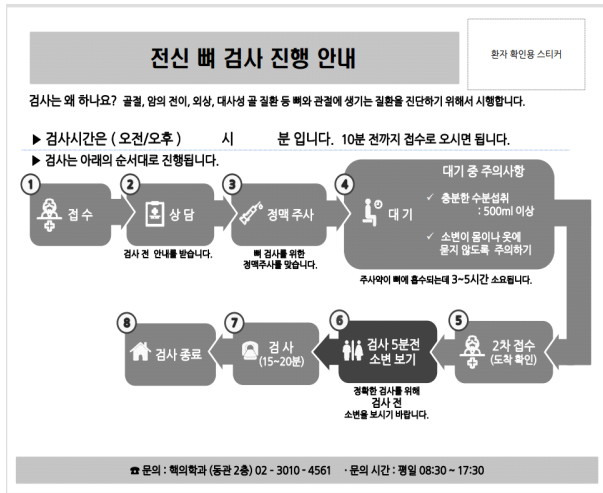 전신 뼈 검사 진행 안내
환자 확인용 스티커
검사는 왜 하나요? 골절, 암의 전이, 외상, 대사성 골 질환 등 뼈와 관절에 생기는 질환을 진단하기 위해서 시행합니다.
▶ 검사시간은 ( 오전/오후 ) 시 분 입니다. 10분 전까지 접수로 오시면 됩니다.
▶ 검사는 아래의 순서대로 진행됩니다.
1
접 수
2
상 담
검사 전 안내를 받습니다.
3
정맥 주사
뼈 검사를 위한
정맥주사를 맞습니다.
4
대 기
대기 중 주의사항
✓ 충분한 수분섭취
: 500ml 이상
✓ 소변이 몸이나 옷에
묻지 않도록 주의하기
주사약이 뼈에 흡수되는데 3~5시간 소요됩니다.
5
2차 접수
(도착 확인)
6
검사 5분전
소변 보기
정확한 검사를 위해
검사 전
소변을 보시기 바랍니다.
7
검 사
(15~20분)
8
검사 종료
☎ 문의 : 핵의학과 (동관 2층) 02 - 3010 - 4561 · 문의 시간 : 평일 08:30 ~ 17:30